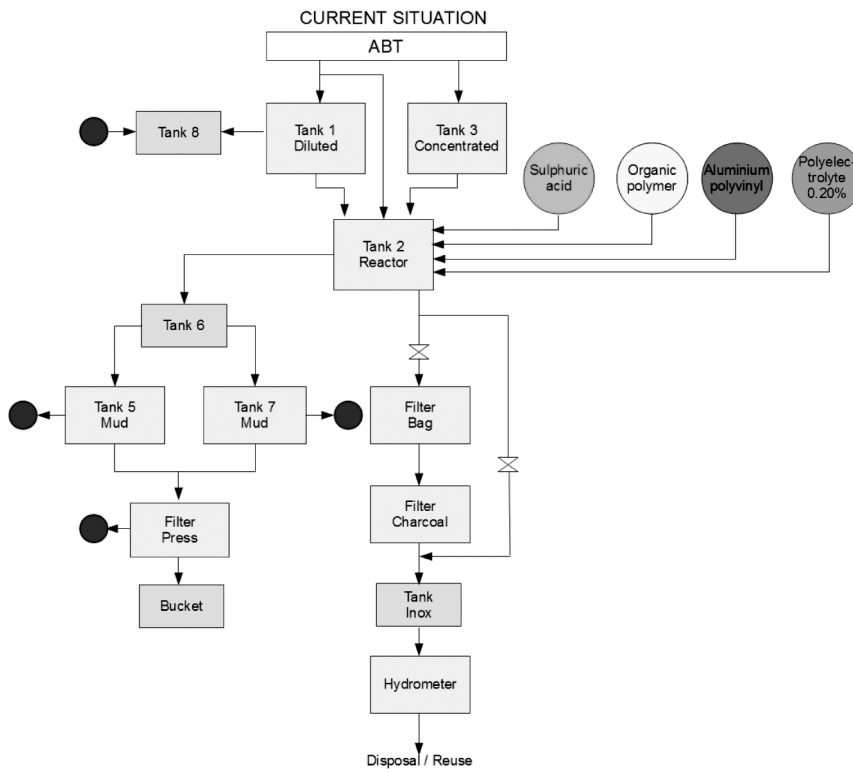 CURRENT SITUATION
ABT
Tank 8
Tank 1
Diluted
Tank 3
Concentrated
Sulphuric
acid
Organic
polymer
Aluminium
polyvinyl
Polyelec-
trolyte
0.20%
Tank 2
Reactor
Tank 6
Tank 5
Mud
Tank 7
Mud
Filter
Bag
Filter
Press
Filter
Charcoal
Bucket
Tank
Inox
Hydrometer
Disposal / Reuse